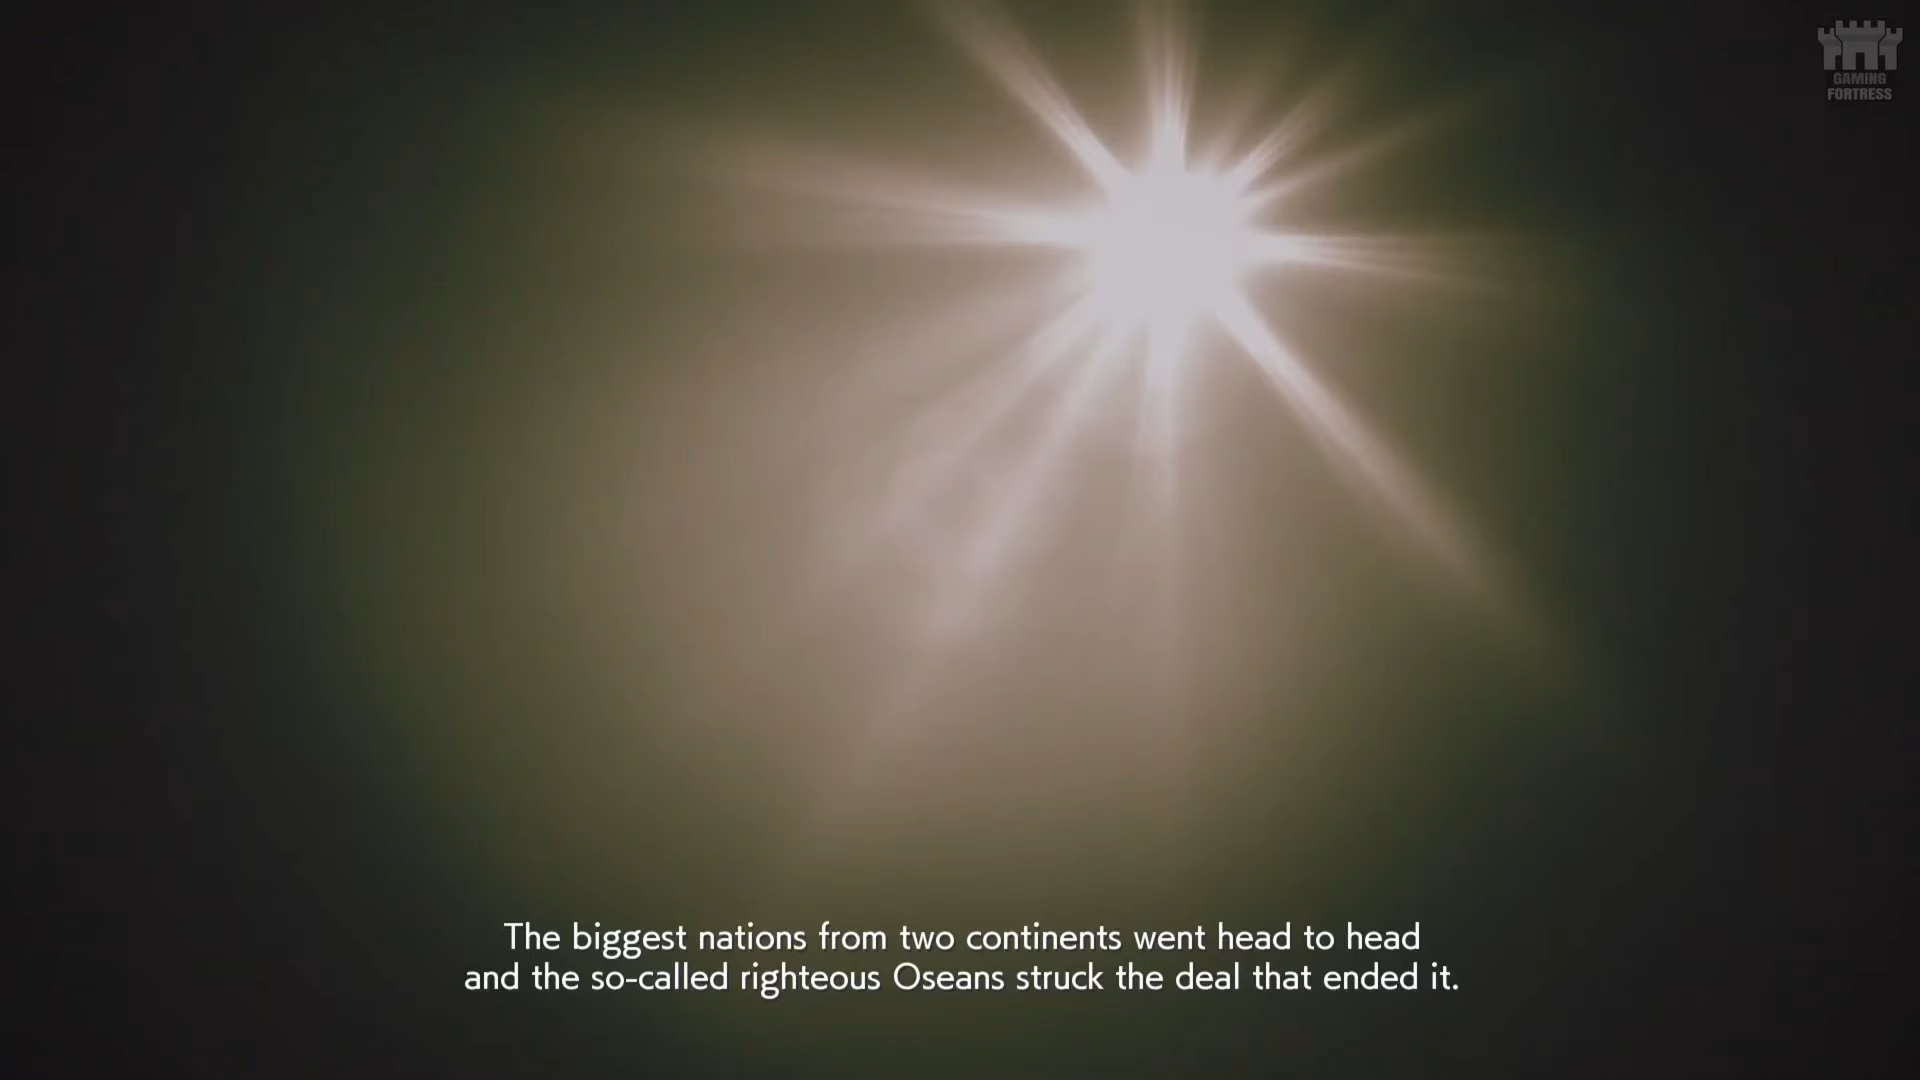 GAMING
FORTRESS
The biggest nations from two continents went head to head
and the so-called righteous Oseans struck the deal that ended it.